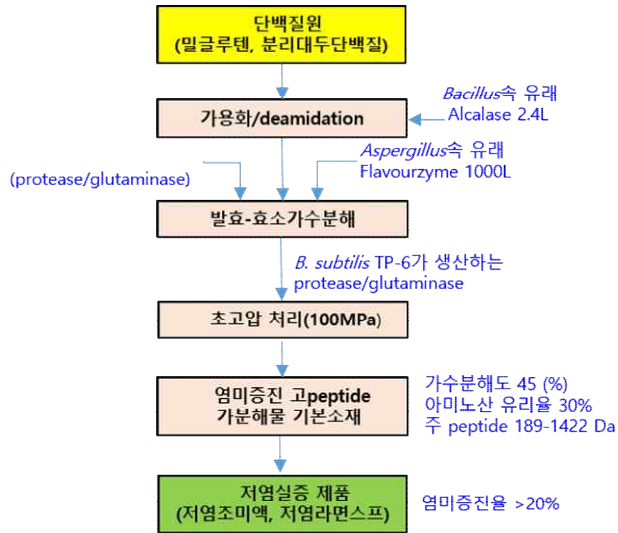 단백질원
(밀글루텐, 분리대두단백질)
Bacillus속 유래
Alcalase 2.4L
가용화/deamidation
Aspergillus속 유래
Flavourzyme 1000L
(protease/glutaminase)
발효-효소가수분해
B. subtilis TP-6가 생산하는
protease/glutaminase
초고압 처리(100MPa)
염미증진 고peptide
가분해물 기본소재
가수분해도 45 (%)
아미노산 유리율 30%
주 peptide 189-1422 Da
저염실증 제품
(저염조미액, 저염라면스프)
염미증진율 >20%